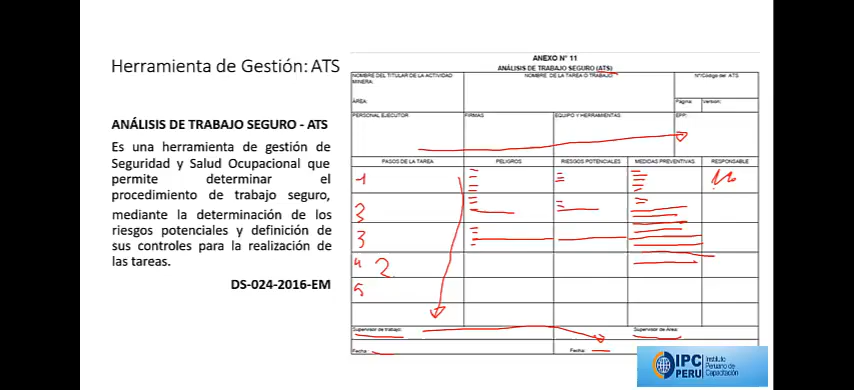 Herramienta de Gestión: ATS
ANÁLISIS DE TRABAJO SEGURO - ATS
Es una herramienta de gestión de
Seguridad y Salud Ocupacional que
permite determinar el
procedimiento de trabajo seguro,
mediante la determinación de los
riesgos potenciales y definición de
sus controles para la realización de
las tareas.
DS-024-2016-EM
ANEXO N° 11
ANÁLISIS DE TRABAJO SEGURO (ATS)
NOMBRE DEL TITULAR DE LA ACTIVIDAD
MINERA:
NOMBRE DE LA TAREA O TRABAJO
N°/Código del ATS
ÁREA:
Página: Versión:
PERSONAL EJECUTOR FIRMAS EQUIPO Y HERRAMIENTAS EPP:
PASOS DE LA TAREA PELIGROS RIESGOS POTENCIALES MEDIDAS PREVENTIVAS RESPONSABLE
1
3
3
4 2
5
Supervisor de trabajo: Supervisor de Área:
Fecha: Fecha:
IPC PERU
Instituto
Peruano de
Capacitación